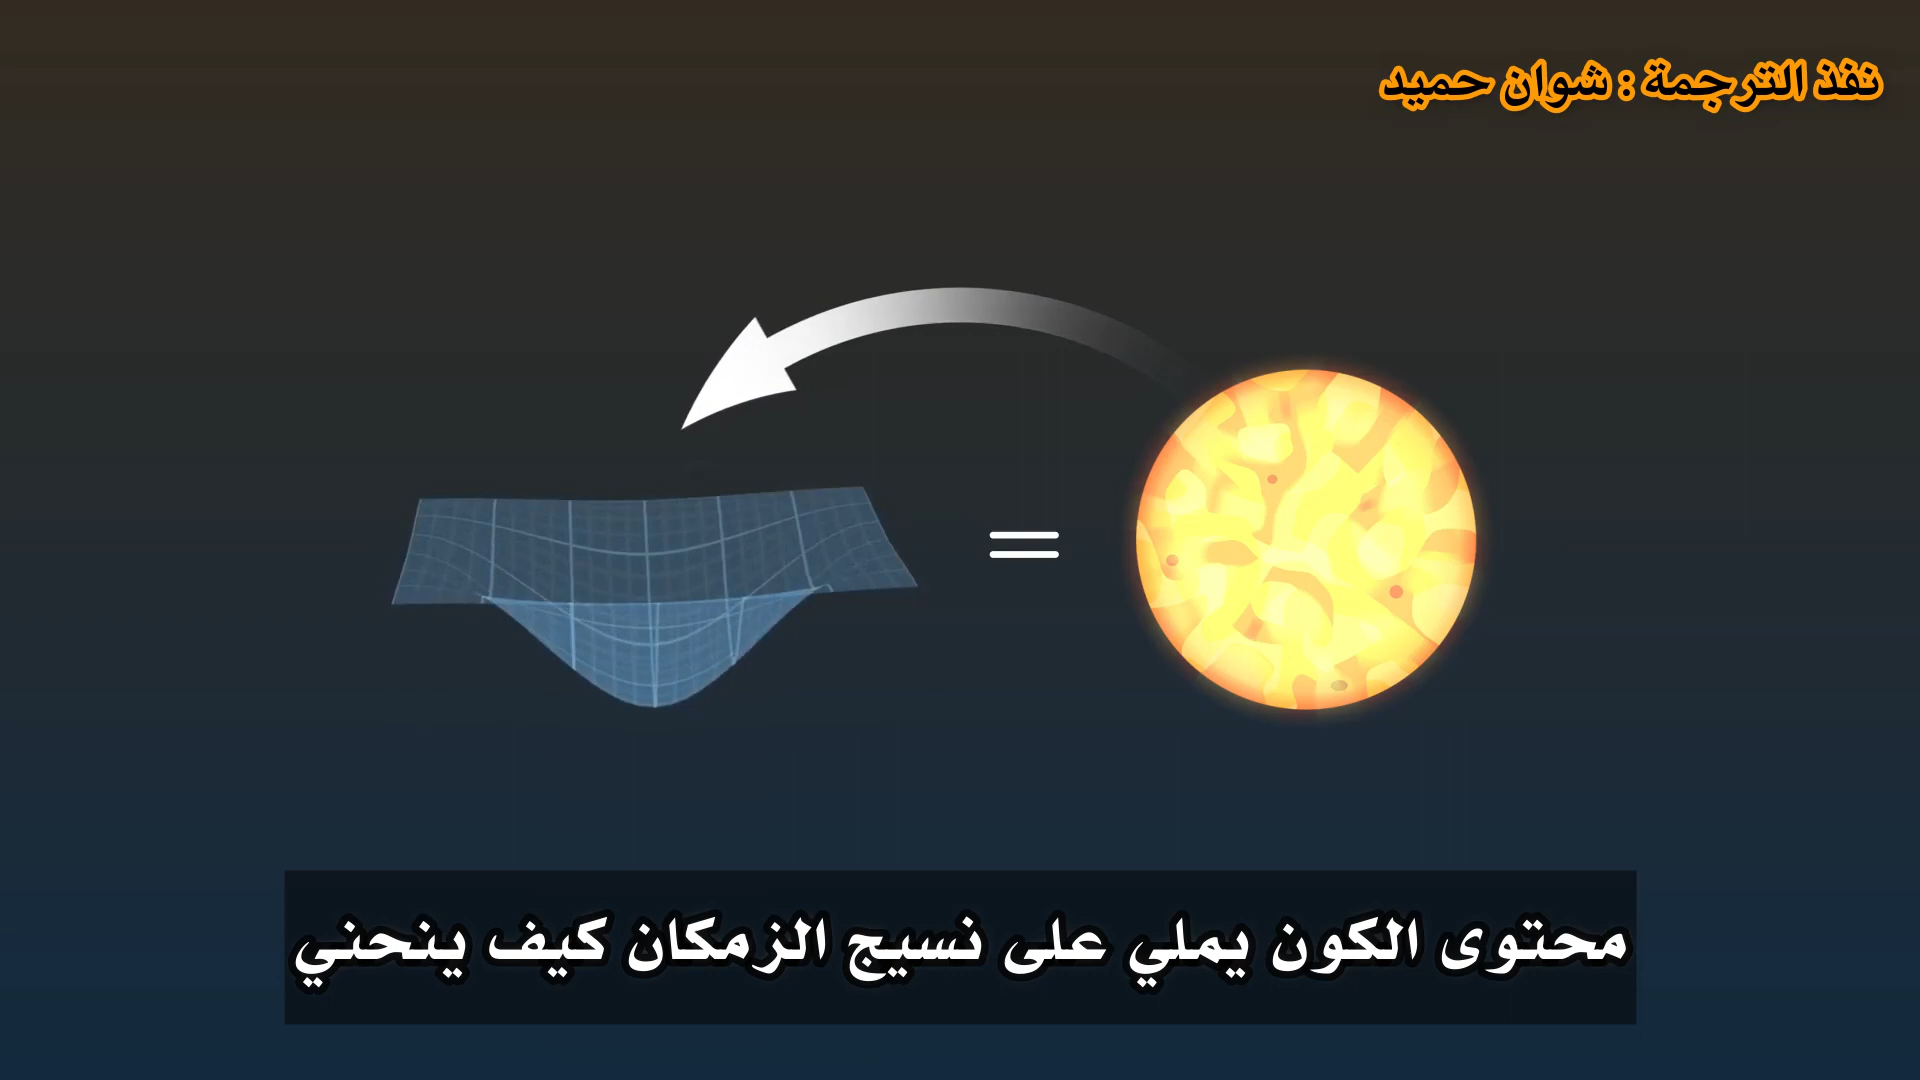 نفذ الترجمة : شوان حميد
=
محتوى الكون يملي على نسيج الزمكان كيف ينحني